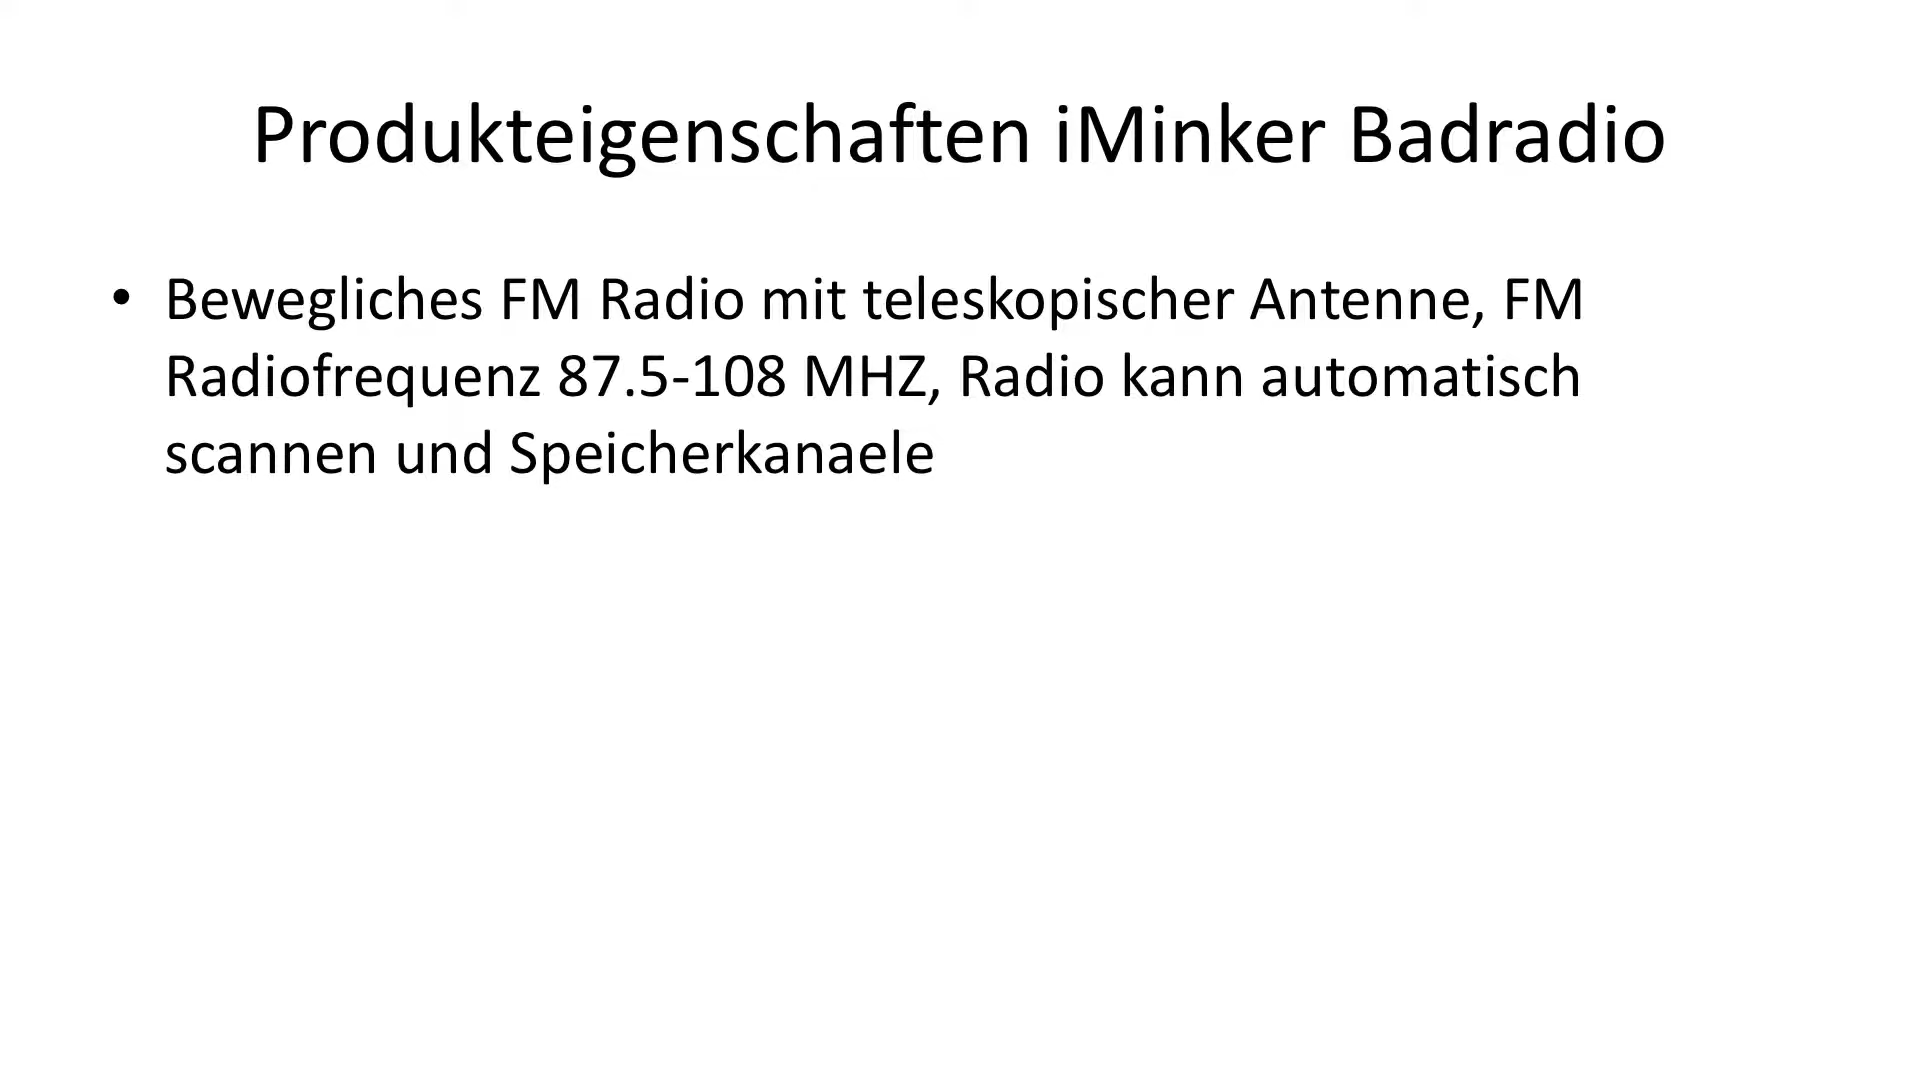 Produkteigenschaften iMinker Badradio
• Bewegliches FM Radio mit teleskopischer Antenne, FM
Radiofrequenz 87.5-108 MHZ, Radio kann automatisch
scannen und Speicherkanaele